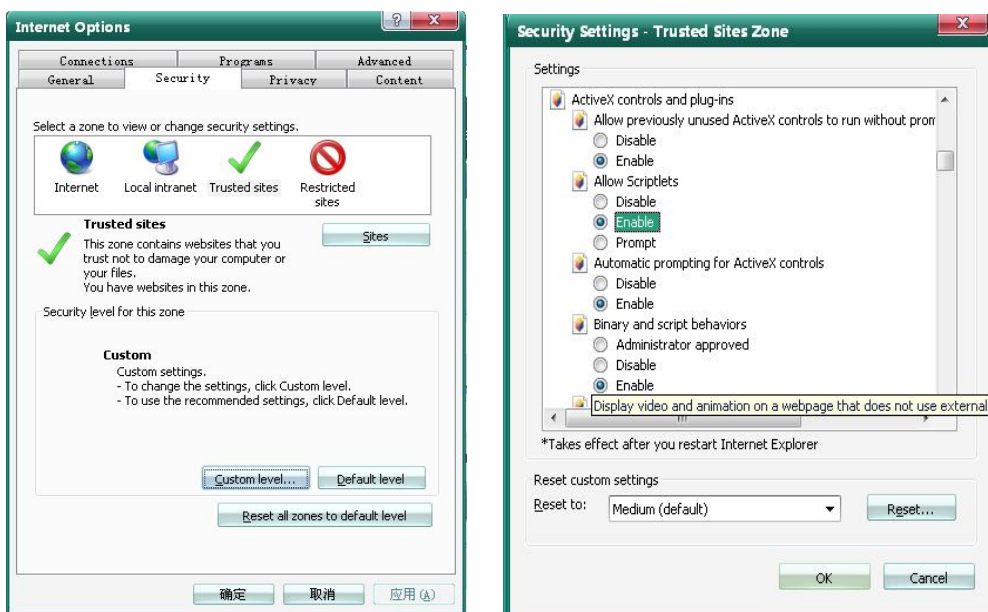 Internet Options
Connections Programs Advanced
General Security Privacy Content
Select a zone to view or change security settings.
Internet Local intranet Trusted sites Restricted
sites
Trusted sites
Sites
This zone contains websites that you
trust not to damage your computer or
your files.
You have websites in this zone.
Security level for this zone
Custom
Custom settings.
- To change the settings, click Custom level.
- To use the recommended settings, click Default level.
Custom level... Default level
Reset all zones to default level
确定 取消 应用 (A)
Security Settings - Trusted Sites Zone
Settings
ActiveX controls and plug-ins
Allow previously unused ActiveX controls to run without prom
Disable
Enable
Allow Scriptlets
Disable
Enable
Prompt
Automatic prompting for ActiveX controls
Disable
Enable
Binary and script behaviors
Administrator approved
Disable
Enable
Display video and animation on a webpage that does not use external
*Takes effect after you restart Internet Explorer
Reset custom settings
Reset to: Medium (default) Reset...
OK Cancel